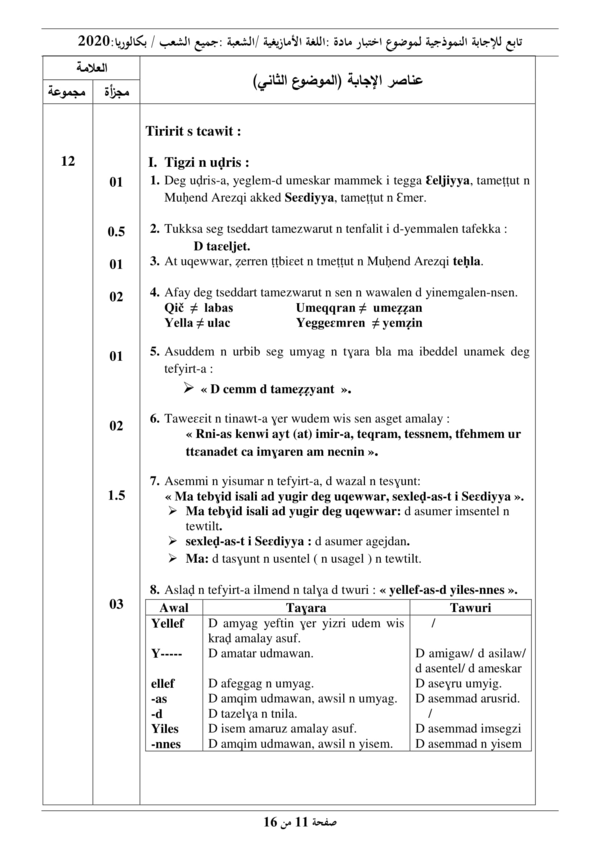 تابع للإجابة النموذجية لموضوع اختبار مادة :اللغة الأمازيغية /الشعبة :جميع الشعب / بكالوريا:2020
العلامة
عناصر الإجابة (الموضوع الثاني)
مجموعة مجزأة
Tiririt s tcawit :
12
I. Tigzi n uḍris :
01
1. Deg uḍris-a, yeglem-d umeskar mammek i tegga Ɛeljiyya, tameṭṭut n
Muḥend Arezqi akked Seɛdiyya, tameṭṭut n Ɛmer.
0.5
2. Tukksa seg tseddart tamezwarut n tenfalit i d-yemmalen tafekka :
D taɛeljet.
01
3. At uqewwar, ẓerren ṭṭbiɛet n tmeṭṭut n Muḥend Arezqi teḥla.
02
4. Afay deg tseddart tamezwarut n sen n wawalen d yinemgalen-nsen.
Qič ≠ labas Umeqqran ≠ umeẓẓan
Yella ≠ ulac Yeggeɛmren ≠ yemẓin
01
5. Asuddem n urbib seg umyag n tɣara bla ma ibeddel unamek deg
tefyirt-a :
➢ « D cemm d tameẓẓyant ».
02
6. Taweɛɛit n tinawt-a ɣer wudem wis sen asget amalay :
« Rni-as kenwi ayt (at) imir-a, teqram, tessnem, tfehmem ur
ttɛanadet ca imɣaren am necnin ».
1.5
7. Asemmi n yisumar n tefyirt-a, d wazal n tesɣunt:
« Ma tebɣid isali ad yugir deg uqewwar, sexleḍ-as-t i Seɛdiyya ».
➢ Ma tebɣid isali ad yugir deg uqewwar: d asumer imsentel n
tewtilt.
➢ sexleḍ-as-t i Seɛdiyya : d asumer agejdan.
➢ Ma: d tasɣunt n usentel ( n usagel ) n tewtilt.
03
8. Aslaḍ n tefyirt-a ilmend n talɣa d twuri : « yellef-as-d yiles-nnes ».
Awal Taɣara Tawuri
Yellef D amyag yeftin ɣer yizri udem wis /
kraḍ amalay asuf.
Y----- D amatar udmawan. D amigaw/ d asilaw/
d asentel/ d ameskar
ellef D afeggag n umyag. D aseɣru umyig.
-as D amqim udmawan, awsil n umyag. D asemmad arusrid.
-d D tazelɣa n tnila. /
Yiles D isem amaruz amalay asuf. D asemmad imsegzi
-nnes D amqim udmawan, awsil n yisem. D asemmad n yisem
صفحة 11 من 16